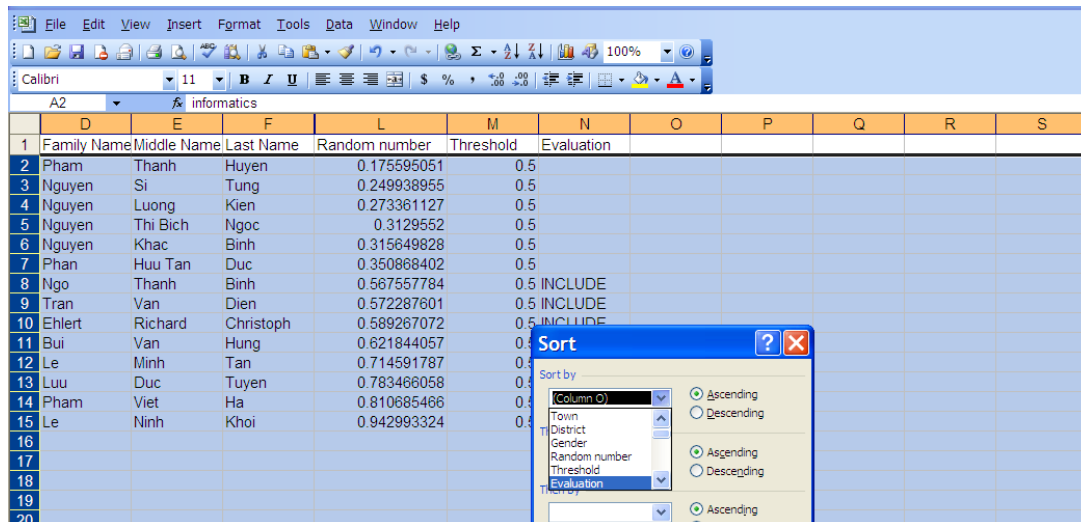 File Edit View Insert Format Tools Data Window Help
Σ 100%
Calibri 11 B I U $ % ,
A2 fx informatics
D E F L M N O P Q R S
1 Family Name Middle Name Last Name Random number Threshold Evaluation
2 Pham Thanh Huyen 0.175595051 0.5
3 Nguyen Si Tung 0.249938955 0.5
4 Nguyen Luong Kien 0.273361127 0.5
5 Nguyen Thi Bich Ngoc 0.3129552 0.5
6 Nguyen Khac Binh 0.315649828 0.5
7 Phan Huu Tan Duc 0.350868402 0.5
8 Ngo Thanh Binh 0.567557784 0.5 INCLUDE
9 Tran Van Dien 0.572287601 0.5 INCLUDE
10 Ehlert Richard Christoph 0.589267072 0.5 INCLUDE
11 Bui Van Hung 0.621844057
12 Le Minh Tan 0.714591787
13 Luu Duc Tuyen 0.783466058
14 Pham Viet Ha 0.810685466
15 Le Ninh Khoi 0.942993324
16
17
18
19
20
Sort ?
Sort by
(Column O) Ascending
Descending
Town
District
Gender
Random number
Threshold
Evaluation
Ascending
Descending
Then by
Ascending